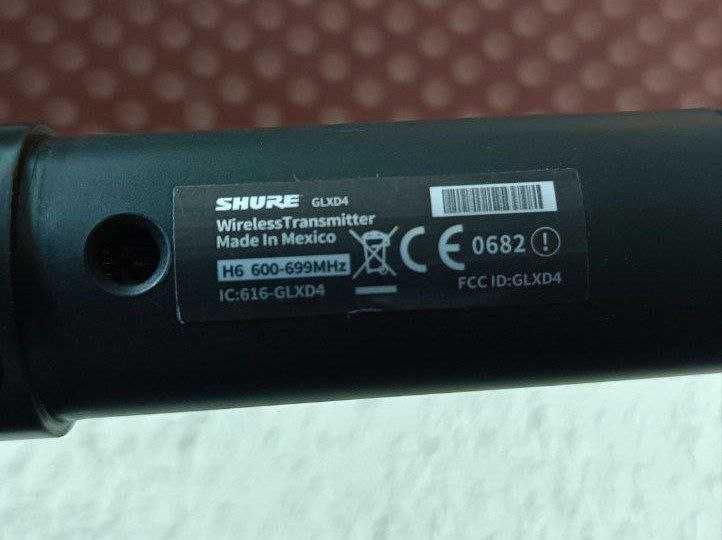 SHURE GLXD4
WirelessTransmitter
Made In Mexico
H6 600-699MHz
CE 0682
IC:616-GLXD4
FCC ID:GLXD4